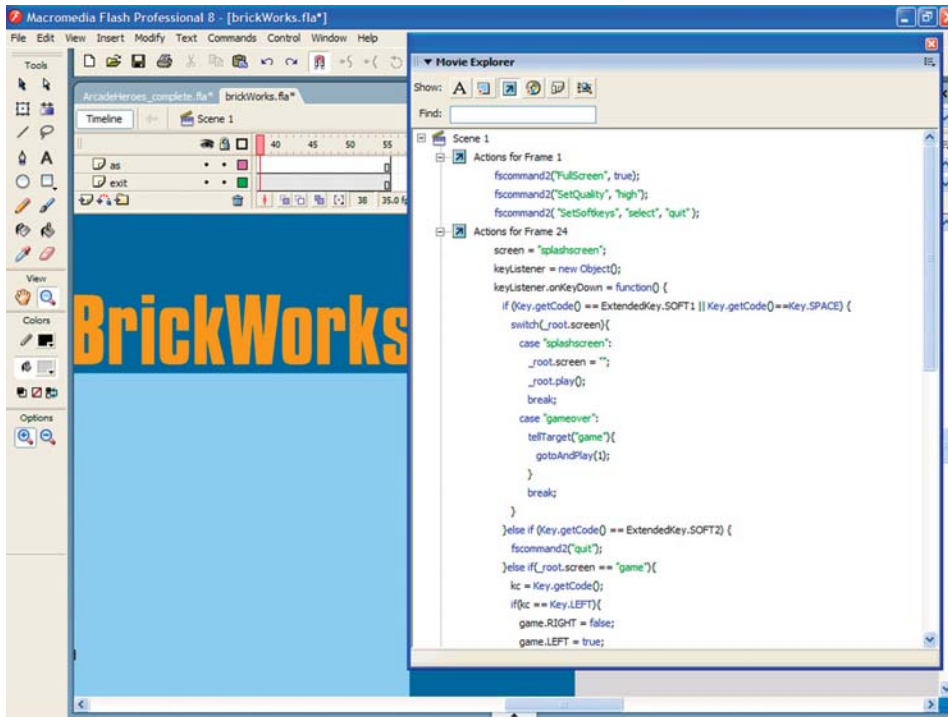 Macromedia Flash Professional 8 - [brickWorks.fla*]
File Edit View Insert Modify Text Commands Control Window Help
Tools
View
Colors
Options
ArcadeHeroes_complete.fla* brickWorks.fla*
Timeline Scene 1
40 45 50 55
as
exit
38 35.0 fp
BrickWorks
Movie Explorer
Show:
Find:
Scene 1
Actions for Frame 1
fscommand2("FullScreen", true);
fscommand2("SetQuality", "high");
fscommand2( "SetSoftkeys", "select", "quit" );
Actions for Frame 24
screen = "splashscreen";
keyListener = new Object();
keyListener.onKeyDown = function() {
if (Key.getCode() == ExtendedKey.SOFT1 || Key.getCode()==Key.SPACE) {
switch(_root.screen){
case "splashscreen":
_root.screen = "";
_root.play();
break;
case "gameover":
tellTarget("game"){
gotoAndPlay(1);
}
break;
}
}else if (Key.getCode() == ExtendedKey.SOFT2) {
fscommand2("quit");
}else if(_root.screen == "game"){
kc = Key.getCode();
if(kc == Key.LEFT){
game.RIGHT = false;
game.LEFT = true;